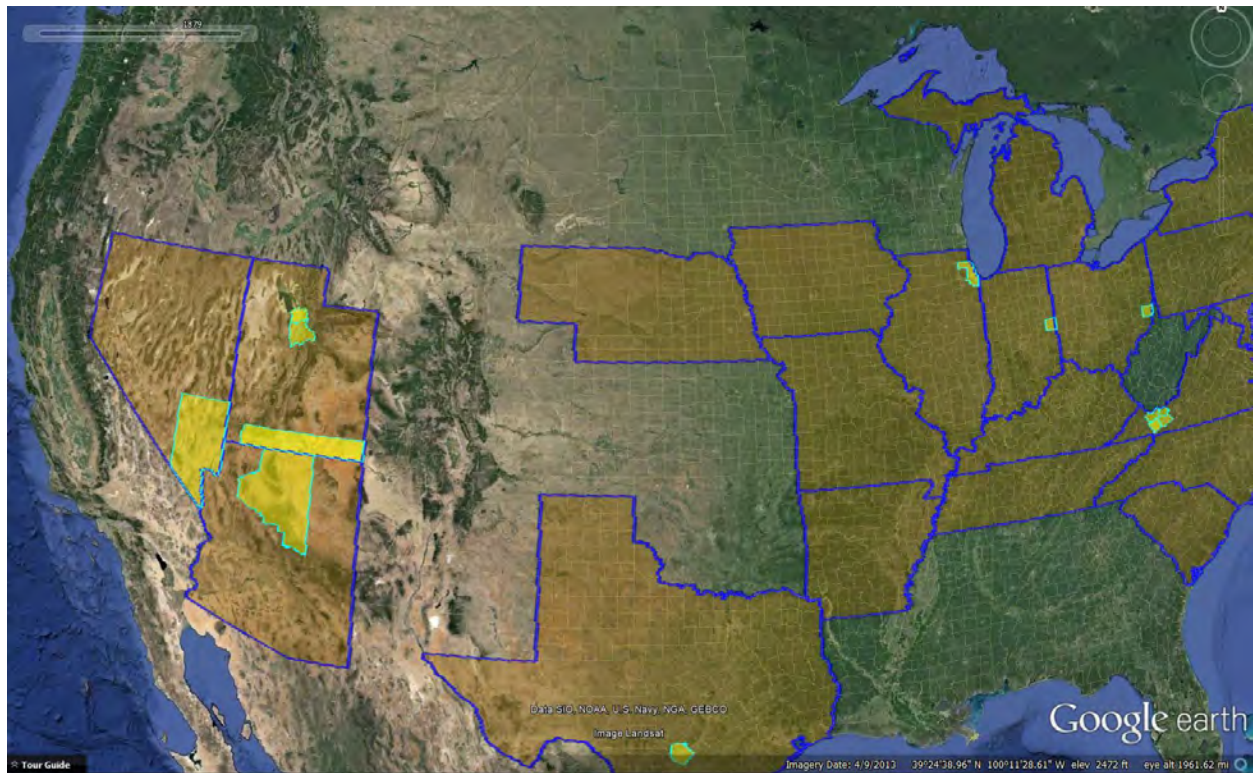 1879
N
Data SIO, NOAA, U.S. Navy, NGA, GEBCO
Image Landsat
Google earth
Tour Guide
Imagery Date: 4/9/2013 39°24'38.96" N 100°11'28.61" W elev 2472 ft eye alt 1961.62 mi